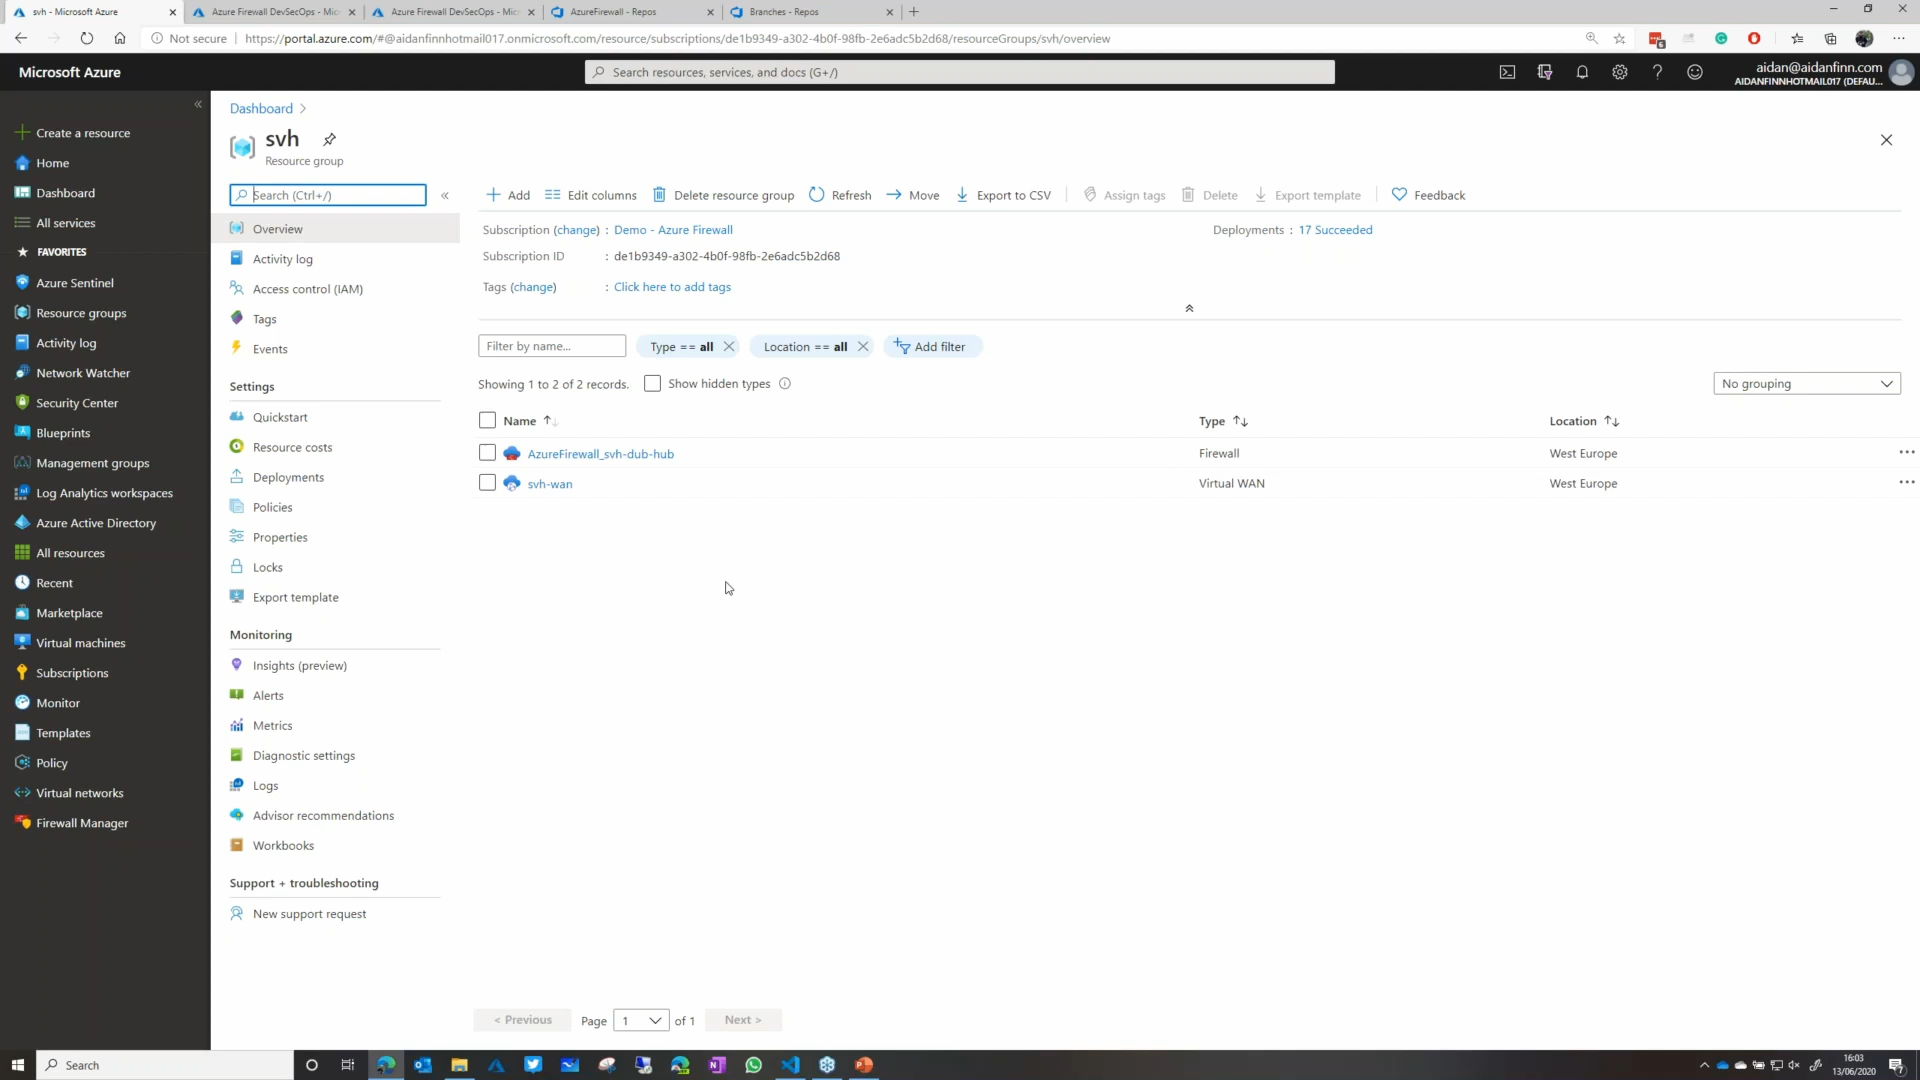 svh - Microsoft Azure
Azure Firewall DevSecOps - Mic
Azure Firewall DevSecOps - Mic
AzureFirewall - Repos
Branches - Repos
Not secure
https://portal.azure.com/#@aidanfinnhotmail017.onmicrosoft.com/resource/subscriptions/de1b9349-a302-4b0f-98fb-2e6adc5b2d68/resourceGroups/svh/overview
Microsoft Azure
Search resources, services, and docs (G+/)
aidan@aidanfinn.com
AIDANFINNHOTMAIL017 (DEFAU...
Create a resource
Home
Dashboard
All services
FAVORITES
Azure Sentinel
Resource groups
Activity log
Network Watcher
Security Center
Blueprints
Management groups
Log Analytics workspaces
Azure Active Directory
All resources
Recent
Marketplace
Virtual machines
Subscriptions
Monitor
Templates
Policy
Virtual networks
Firewall Manager
Dashboard
svh
Resource group
Search (Ctrl+/)
Overview
Activity log
Access control (IAM)
Tags
Events
Settings
Quickstart
Resource costs
Deployments
Policies
Properties
Locks
Export template
Monitoring
Insights (preview)
Alerts
Metrics
Diagnostic settings
Logs
Advisor recommendations
Workbooks
Support + troubleshooting
New support request
Add
Edit columns
Delete resource group
Refresh
Move
Export to CSV
Assign tags
Delete
Export template
Feedback
Subscription (change) : Demo - Azure Firewall
Deployments : 17 Succeeded
Subscription ID : de1b9349-a302-4b0f-98fb-2e6adc5b2d68
Tags (change) : Click here to add tags
Filter by name...
Type == all
Location == all
Add filter
Showing 1 to 2 of 2 records.
Show hidden types
No grouping
Name
Type
Location
AzureFirewall_svh-dub-hub
Firewall
West Europe
svh-wan
Virtual WAN
West Europe
< Previous
Page 1 of 1
Next >
Search
16:03
13/06/2020